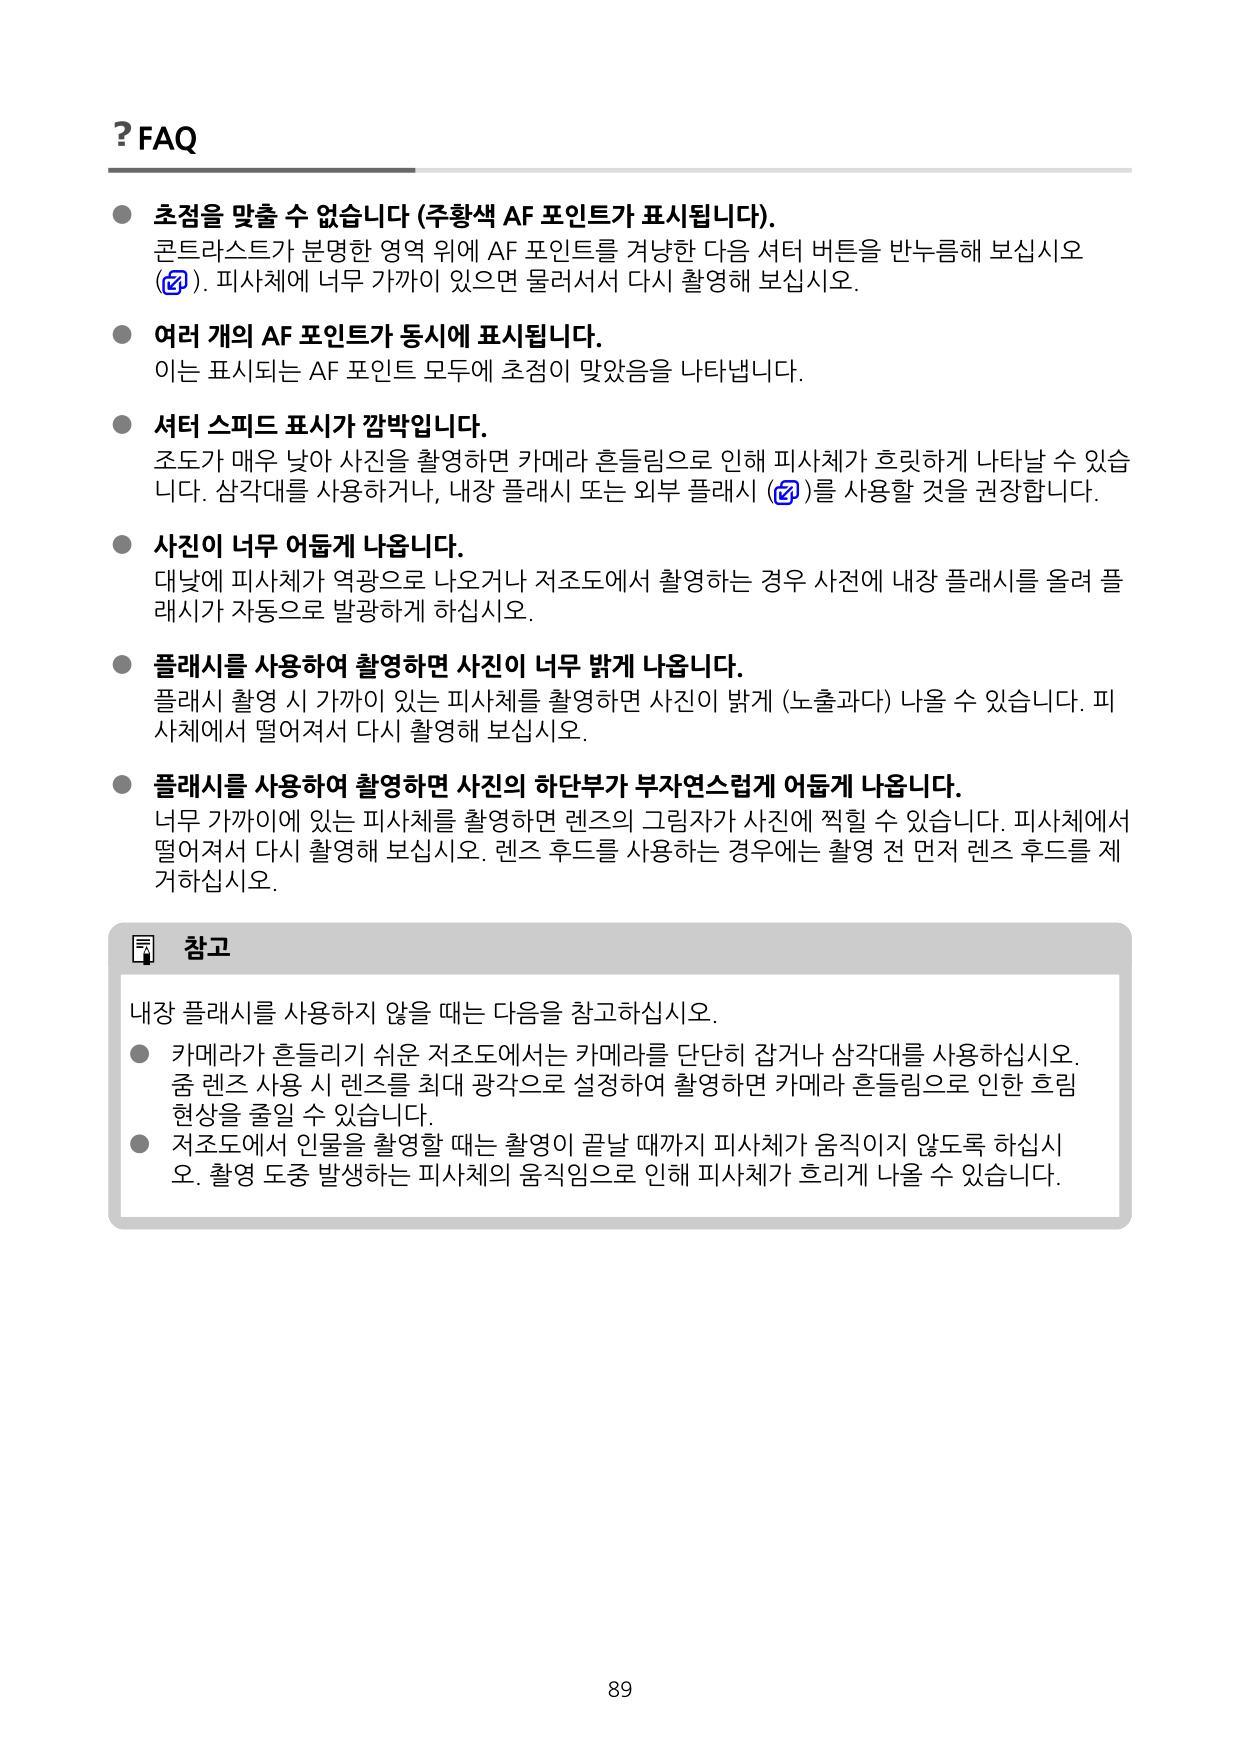 ? FAQ
● 초점을 맞출 수 없습니다 (주황색 AF 포인트가 표시됩니다).
콘트라스트가 분명한 영역 위에 AF 포인트를 겨냥한 다음 셔터 버튼을 반누름해 보십시오
( ). 피사체에 너무 가까이 있으면 물러서서 다시 촬영해 보십시오.
● 여러 개의 AF 포인트가 동시에 표시됩니다.
이는 표시되는 AF 포인트 모두에 초점이 맞았음을 나타냅니다.
● 셔터 스피드 표시가 깜박입니다.
조도가 매우 낮아 사진을 촬영하면 카메라 흔들림으로 인해 피사체가 흐릿하게 나타날 수 있습
니다. 삼각대를 사용하거나, 내장 플래시 또는 외부 플래시 ( )를 사용할 것을 권장합니다.
● 사진이 너무 어둡게 나옵니다.
대낮에 피사체가 역광으로 나오거나 저조도에서 촬영하는 경우 사전에 내장 플래시를 올려 플
래시가 자동으로 발광하게 하십시오.
● 플래시를 사용하여 촬영하면 사진이 너무 밝게 나옵니다.
플래시 촬영 시 가까이 있는 피사체를 촬영하면 사진이 밝게 (노출과다) 나올 수 있습니다. 피
사체에서 떨어져서 다시 촬영해 보십시오.
● 플래시를 사용하여 촬영하면 사진의 하단부가 부자연스럽게 어둡게 나옵니다.
너무 가까이에 있는 피사체를 촬영하면 렌즈의 그림자가 사진에 찍힐 수 있습니다. 피사체에서
떨어져서 다시 촬영해 보십시오. 렌즈 후드를 사용하는 경우에는 촬영 전 먼저 렌즈 후드를 제
거하십시오.
참고
내장 플래시를 사용하지 않을 때는 다음을 참고하십시오.
● 카메라가 흔들리기 쉬운 저조도에서는 카메라를 단단히 잡거나 삼각대를 사용하십시오.
줌 렌즈 사용 시 렌즈를 최대 광각으로 설정하여 촬영하면 카메라 흔들림으로 인한 흐림
현상을 줄일 수 있습니다.
● 저조도에서 인물을 촬영할 때는 촬영이 끝날 때까지 피사체가 움직이지 않도록 하십시
오. 촬영 도중 발생하는 피사체의 움직임으로 인해 피사체가 흐리게 나올 수 있습니다.
89